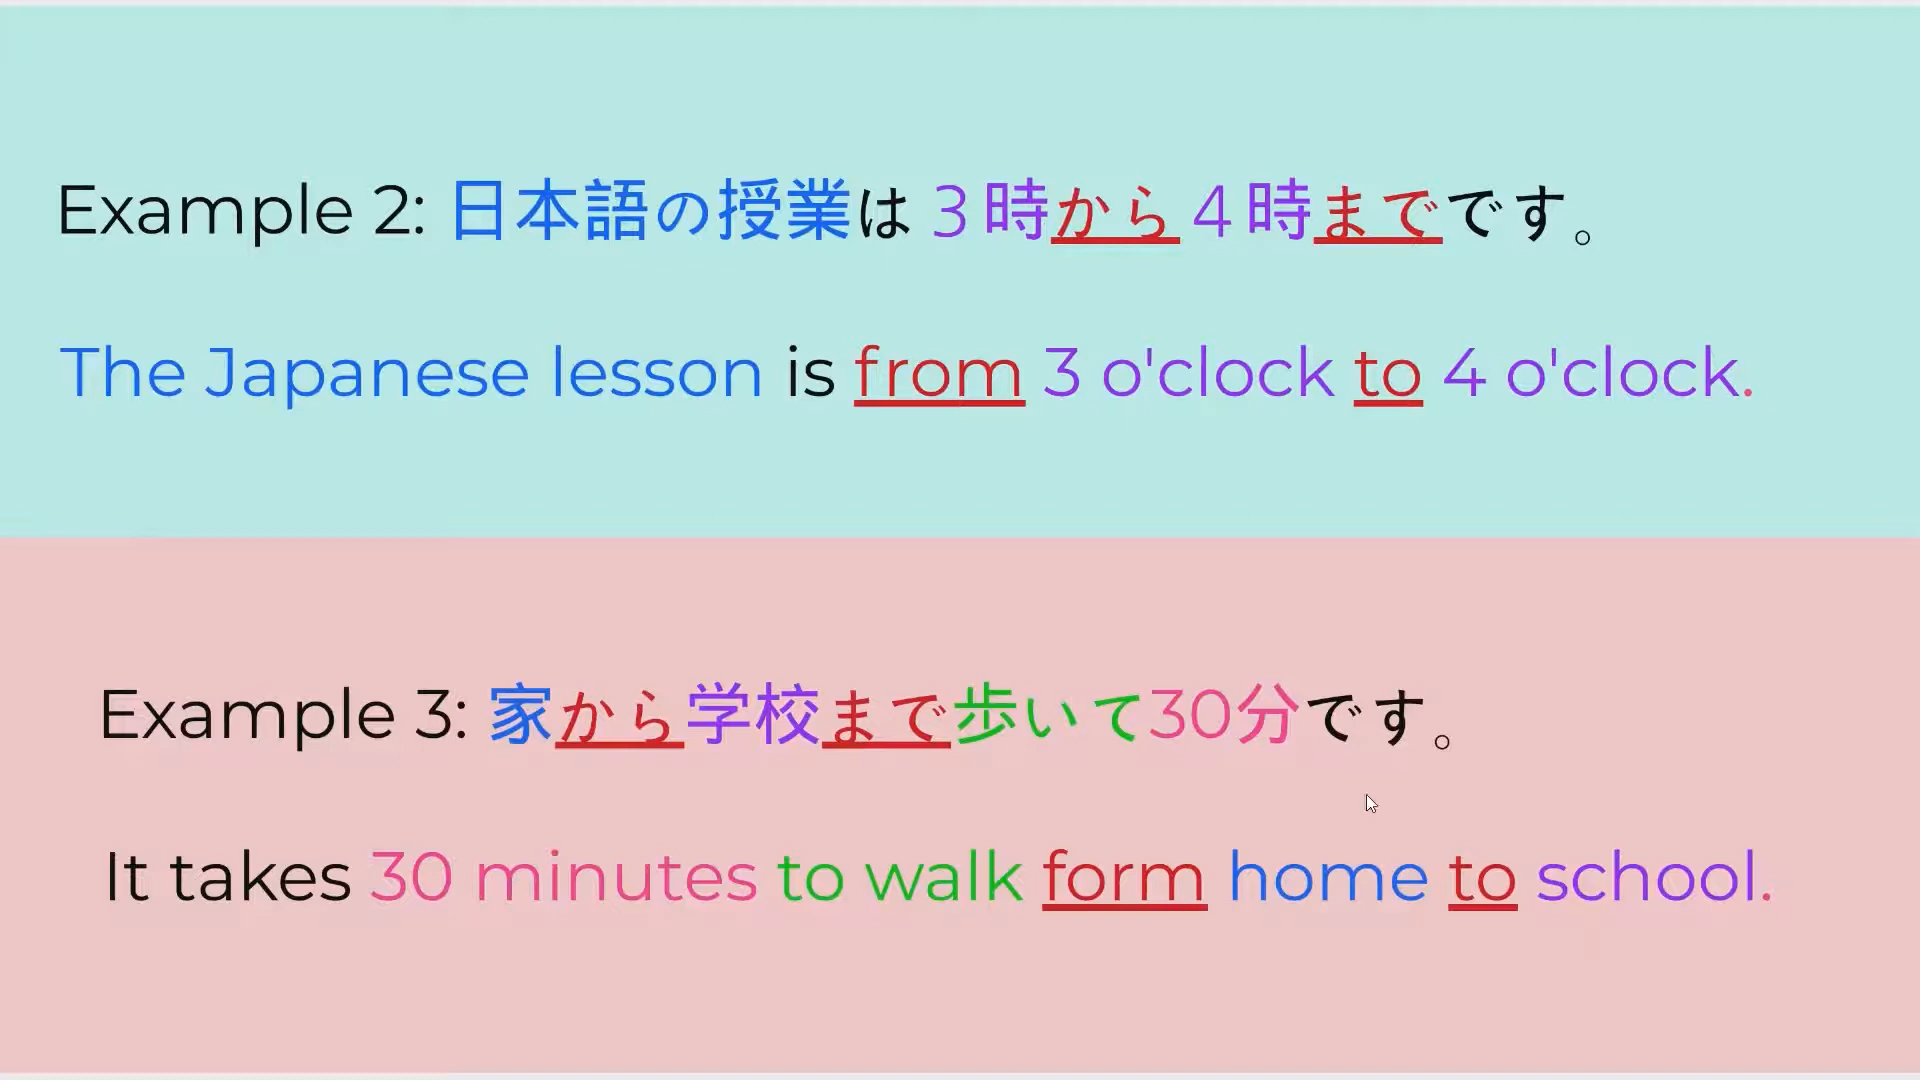 Example 2: 日本語の授業は３時から４時までです。
The Japanese lesson is from 3 o'clock to 4 o'clock.
Example 3: 家から学校まで歩いて30分です。
It takes 30 minutes to walk form home to school.